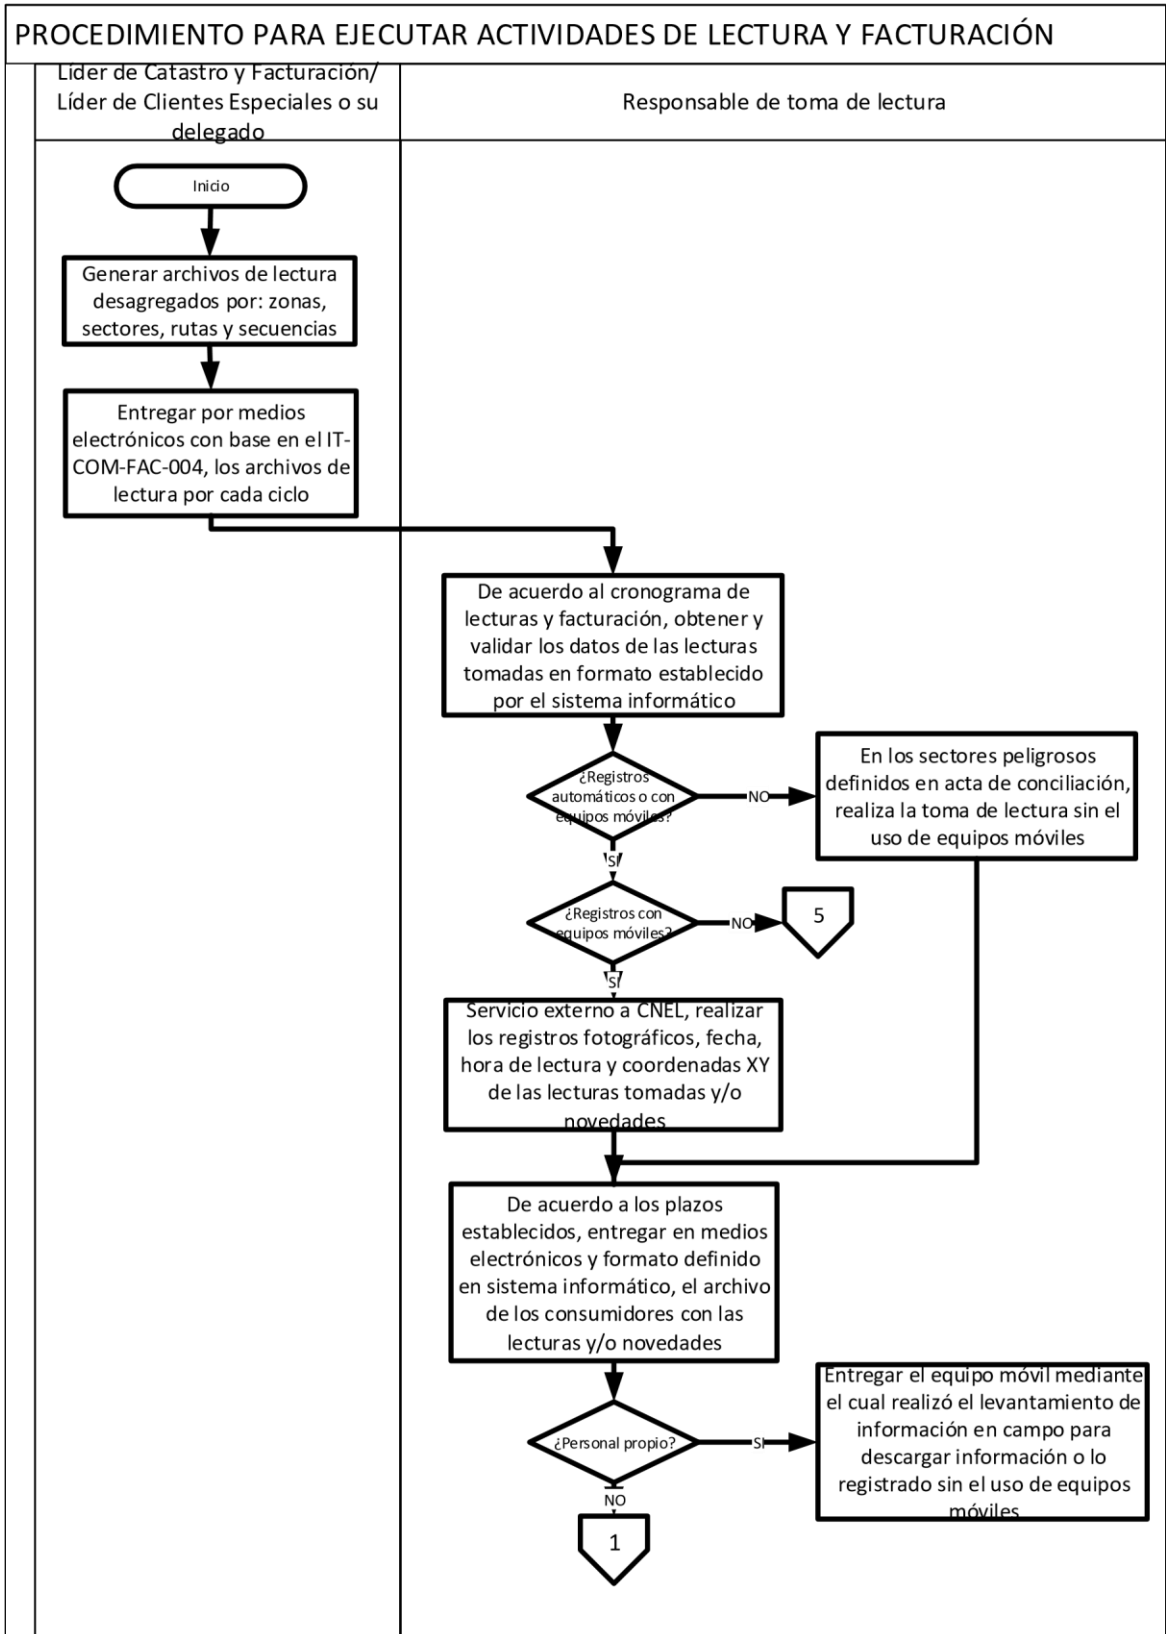 PROCEDIMIENTO PARA EJECUTAR ACTIVIDADES DE LECTURA Y FACTURACIÓN
Líder de Catastro y Facturación/
Líder de Clientes Especiales o su
delegado
Responsable de toma de lectura
Inicio
Generar archivos de lectura
desagregados por: zonas,
sectores, rutas y secuencias
Entregar por medios
electrónicos con base en el IT-
COM-FAC-004, los archivos de
lectura por cada ciclo
De acuerdo al cronograma de
lecturas y facturación, obtener y
validar los datos de las lecturas
tomadas en formato establecido
por el sistema informático
¿Registros
automáticos o con
equipos móviles?
NO
En los sectores peligrosos
definidos en acta de conciliación,
realiza la toma de lectura sin el
uso de equipos móviles
SI
¿Registros con
equipos móviles?
NO
5
SI
Servicio externo a CNEL, realizar
los registros fotográficos, fecha,
hora de lectura y coordenadas XY
de las lecturas tomadas y/o
novedades
De acuerdo a los plazos
establecidos, entregar en medios
electrónicos y formato definido
en sistema informático, el archivo
de los consumidores con las
lecturas y/o novedades
¿Personal propio?
SI
Entregar el equipo móvil mediante
el cual realizó el levantamiento de
información en campo para
descargar información o lo
registrado sin el uso de equipos
móviles
NO
1